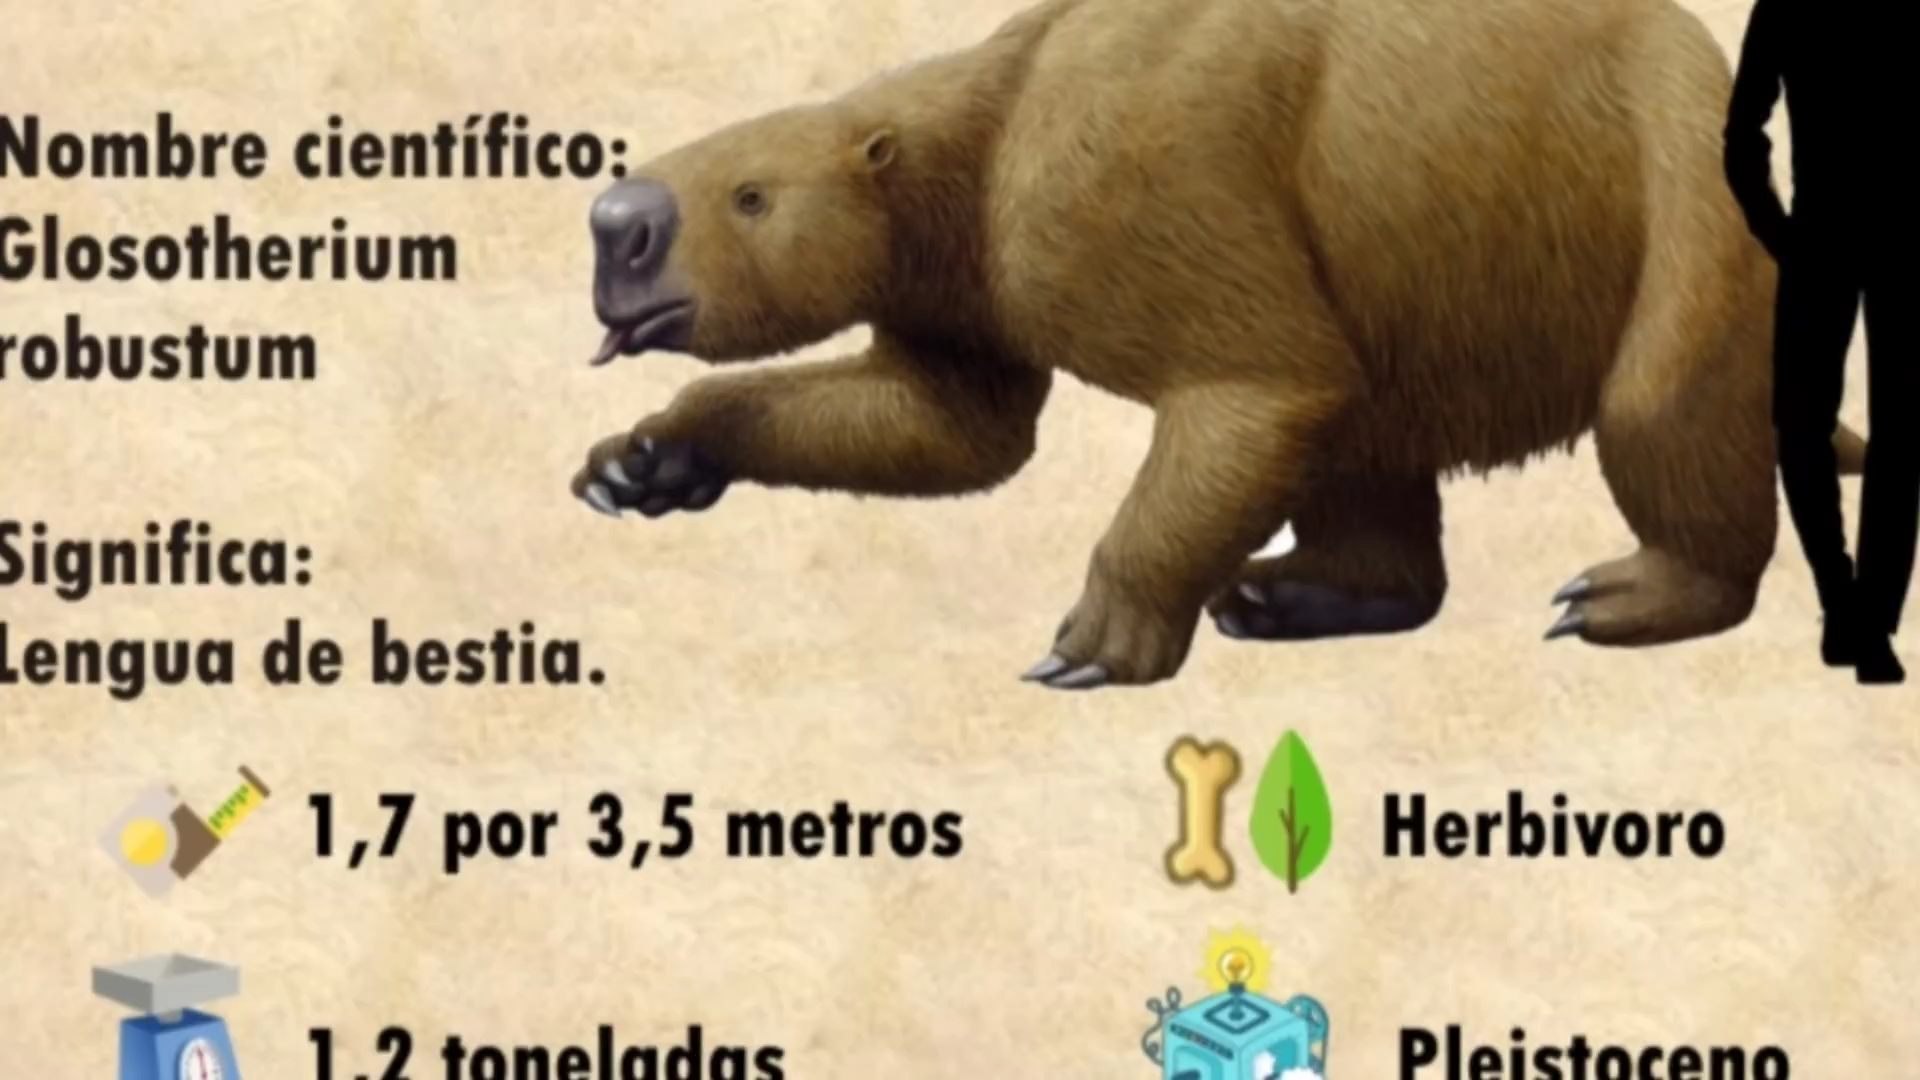 Nombre científico:
Glosotherium
robustum
Significa:
Lengua de bestia.
1,7 por 3,5 metros
Herbivoro
1,2 toneladas
Pleistoceno